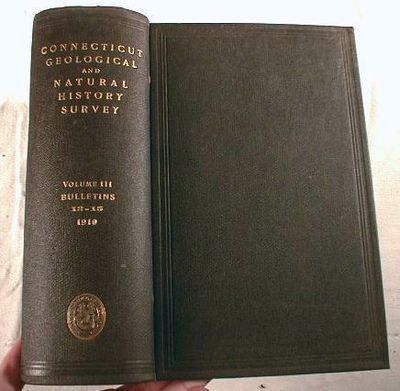 CONNECTICUT
GEOLOGICAL
AND
NATURAL
HISTORY
SURVEY
VOLUME III
BULLETINS
1910